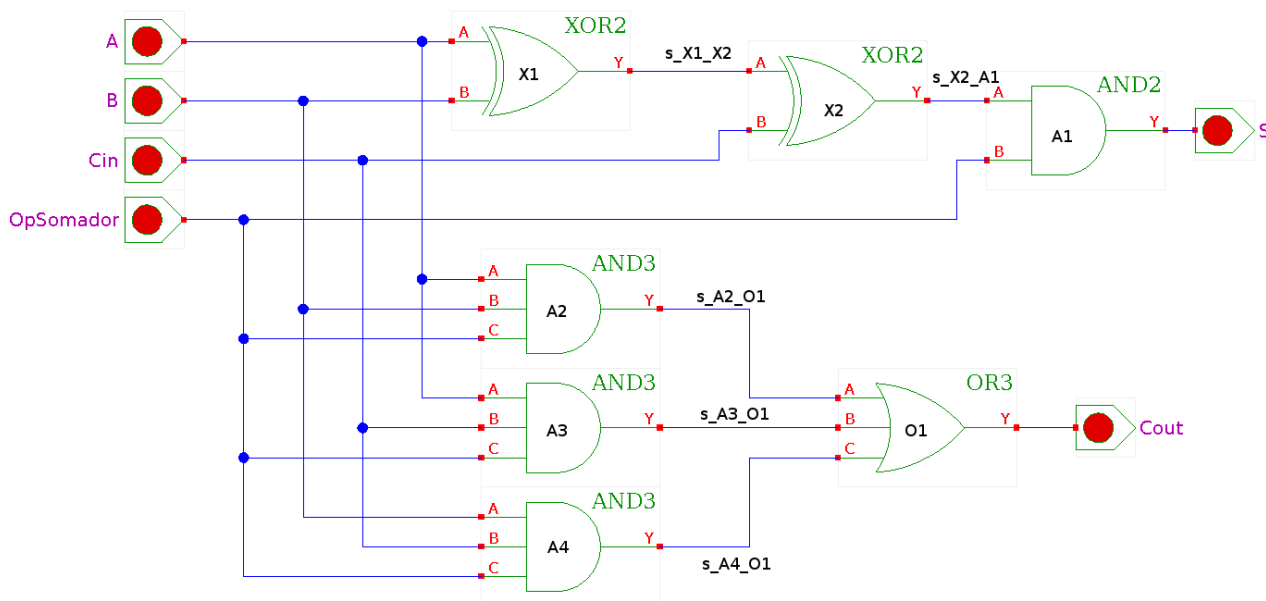 A
B
Cin
OpSomador
XOR2
A
B
X1
Y
s_X1_X2
XOR2
A
B
X2
Y
s_X2_A1
AND2
A
B
A1
Y
S
AND3
A
B
C
A2
Y
s_A2_O1
AND3
A
B
C
A3
Y
s_A3_O1
AND3
A
B
C
A4
Y
s_A4_O1
OR3
A
B
C
O1
Y
Cout